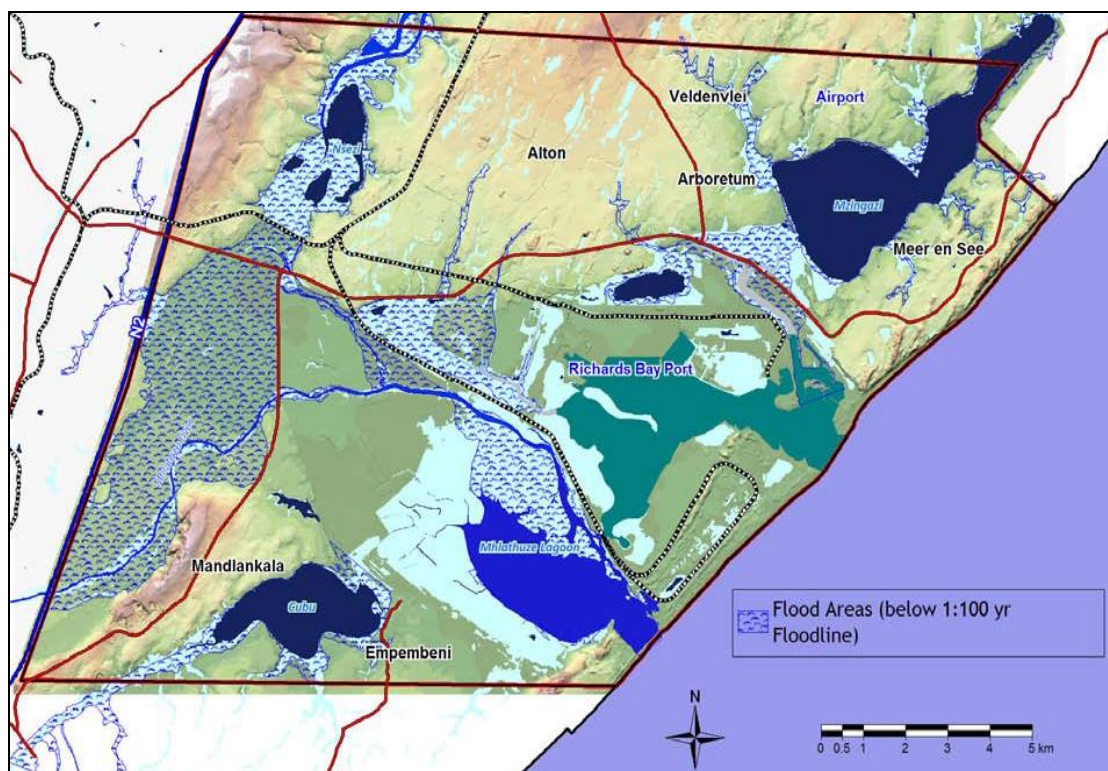 Veldenvlei
Airport
Nsezi
Alton
Arboretum
Mzingazi
Meer en See
N2
Richards Bay Port
Mhlathuze Lagoon
Mandlankala
Cubu
Empembeni
Flood Areas (below 1:100 yr
Floodline)
N
0 0.5 1 2 3 4 5 km